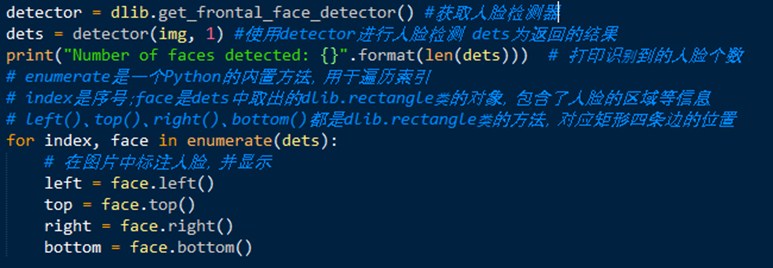 detector = dlib.get_frontal_face_detector() #获取人脸检测器
dets = detector(img, 1) #使用detector进行人脸检测 dets为返回的结果
print("Number of faces detected: {}".format(len(dets)))  # 打印识别到的人脸个数
# enumerate是一个Python的内置方法, 用于遍历索引
# index是序号;face是dets中取出的dlib.rectangle类的对象, 包含了人脸的区域等信息
# left()、top()、right()、bottom()都是dlib.rectangle类的方法, 对应矩形四条边的位置
for index, face in enumerate(dets):
    # 在图片中标注人脸, 并显示
    left = face.left()
    top = face.top()
    right = face.right()
    bottom = face.bottom()